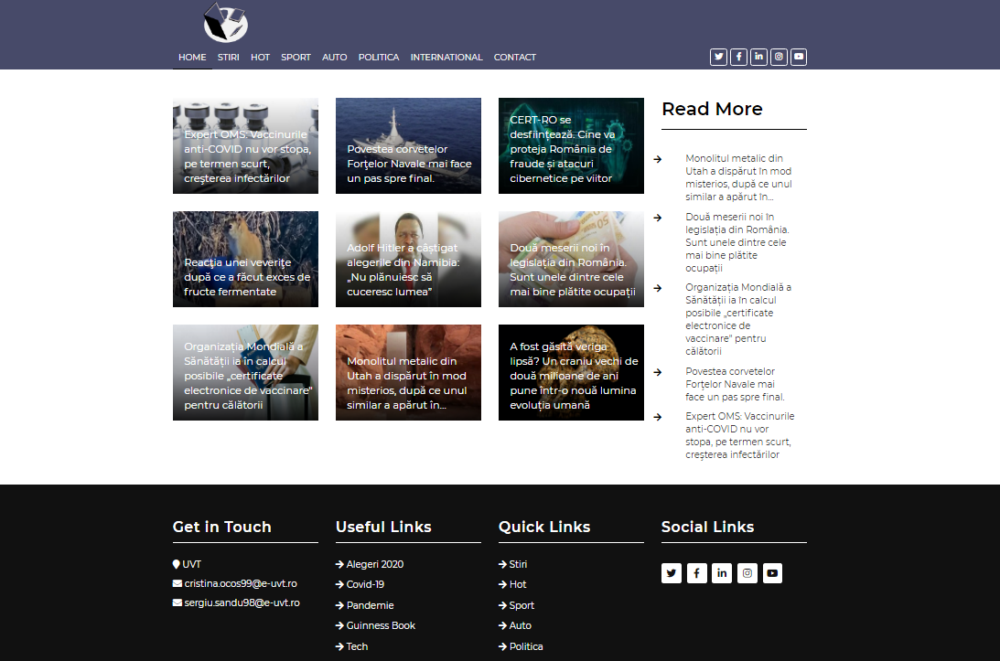 HOME STIRI HOT SPORT AUTO POLITICA INTERNATIONAL CONTACT
Expert OMS: Vaccinurile
anti-COVID nu vor stopa,
pe termen scurt,
creşterea infectărilor
Povestea corvetelor
Forţelor Navale mai face
un pas spre final.
CERT-RO se
desființează. Cine va
proteja România de
fraude și atacuri
cibernetice pe viitor
Reacţia unei veveriţe
după ce a făcut exces de
fructe fermentate
Adolf Hitler a câștigat
alegerile din Namibia:
„Nu plănuiesc să
cuceresc lumea”
Două meserii noi în
legislația din România.
Sunt unele dintre cele
mai bine plătite ocupații
Organizația Mondială a
Sănătății ia în calcul
posibile „certificate
electronice de vaccinare”
pentru călătorii
Monolitul metalic din
Utah a dispărut în mod
misterios, după ce unul
similar a apărut în...
A fost găsită veriga
lipsă? Un craniu vechi de
două milioane de ani
pune într-o nouă lumina
evoluția umană
Read More
Monolitul metalic din
Utah a dispărut în mod
misterios, după ce unul
similar a apărut în...
Două meserii noi în
legislația din România.
Sunt unele dintre cele
mai bine plătite
ocupații
Organizația Mondială a
Sănătății ia în calcul
posibile „certificate
electronice de
vaccinare” pentru
călătorii
Povestea corvetelor
Forţelor Navale mai
face un pas spre final.
Expert OMS: Vaccinurile
anti-COVID nu vor
stopa, pe termen scurt,
creşterea infectărilor
Get in Touch
UVT
cristina.ocos99@e-uvt.ro
sergiu.sandu98@e-uvt.ro
Useful Links
Alegeri 2020
Covid-19
Pandemie
Guinness Book
Tech
Quick Links
Stiri
Hot
Sport
Auto
Politica
Social Links